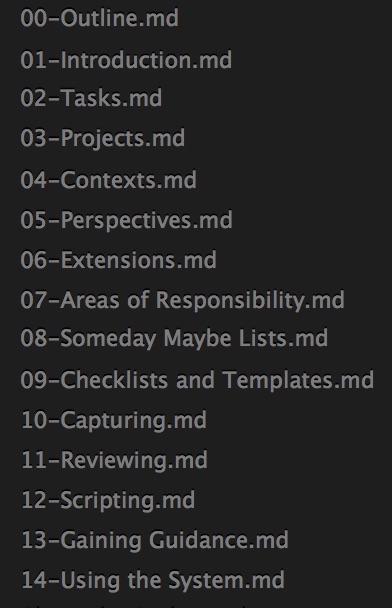 00-Outline.md
01-Introduction.md
02-Tasks.md
03-Projects.md
04-Contexts.md
05-Perspectives.md
06-Extensions.md
07-Areas of Responsibility.md
08-Someday Maybe Lists.md
09-Checklists and Templates.md
10-Capturing.md
11-Reviewing.md
12-Scripting.md
13-Gaining Guidance.md
14-Using the System.md